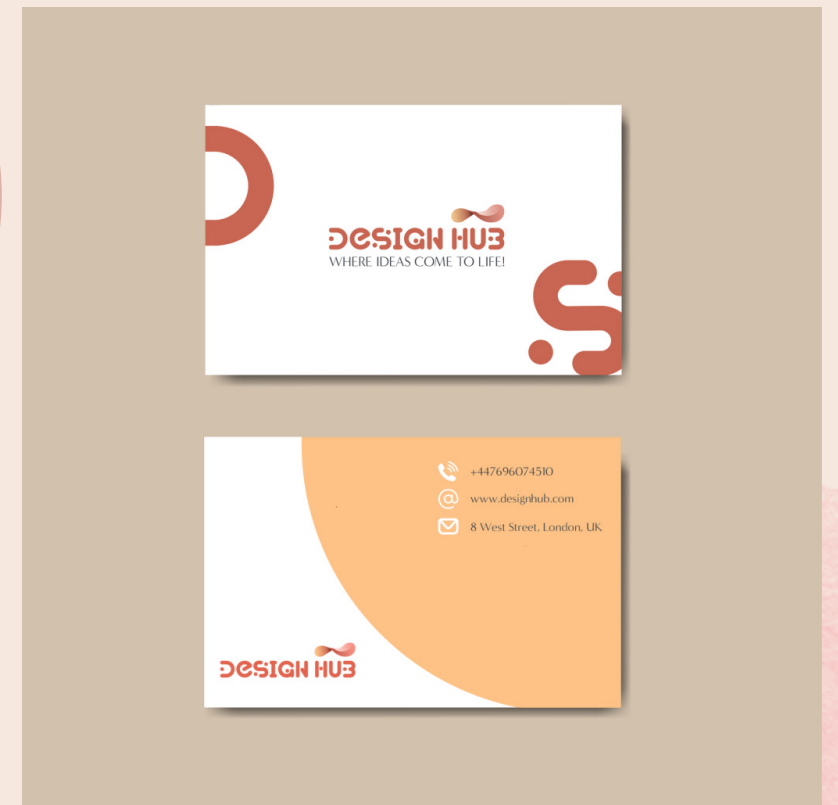 DESIGN HUB
WHERE IDEAS COME TO LIFE!
+447696074510
www.designhub.com
8 West Street, London, UK
DESIGN HUB